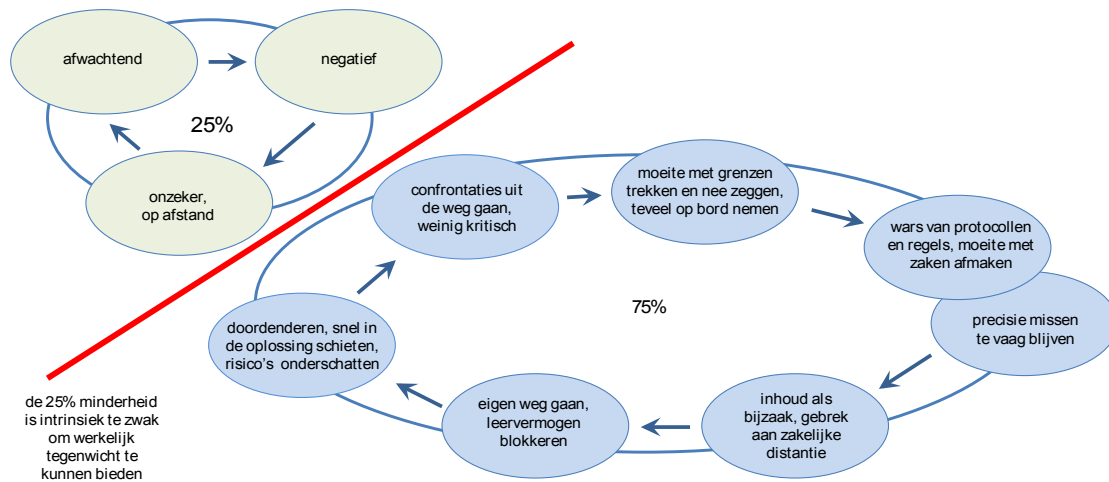 afwachtend
negatief
25%
onzeker,
op afstand
confrontaties uit
de weg gaan,
weinig kritisch
moeite met grenzen
trekken en nee zeggen,
teveel op bord nemen
wars van protocollen
en regels, moeite met
zaken afmaken
precisie missen
te vaag blijven
75%
doordenderen, snel in
de oplossing schieten,
risico's onderschatten
eigen weg gaan,
leervermogen
blokkeren
inhoud als
bijzaak, gebrek
aan zakelijke
distantie
de 25% minderheid
is intrinsiek te zwak
om werkelijk
tegenwicht te
kunnen bieden